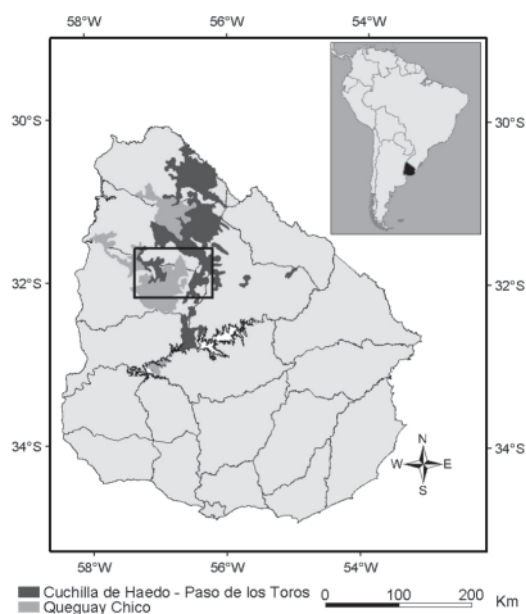 58°W 56°W 54°W
30°S 30°S
32°S 32°S
34°S 34°S
N
W E
S
58°W 56°W 54°W
Cuchilla de Haedo - Paso de los Toros
Queguay Chico
0 100 200 Km